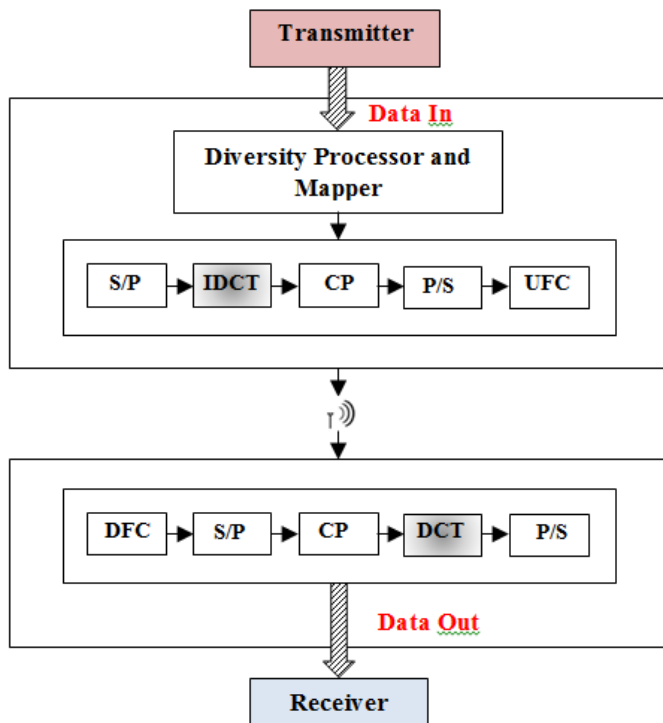 Transmitter
Data In
Diversity Processor and
Mapper
S/P IDCT CP P/S UFC
DFC S/P CP DCT P/S
Data Out
Receiver